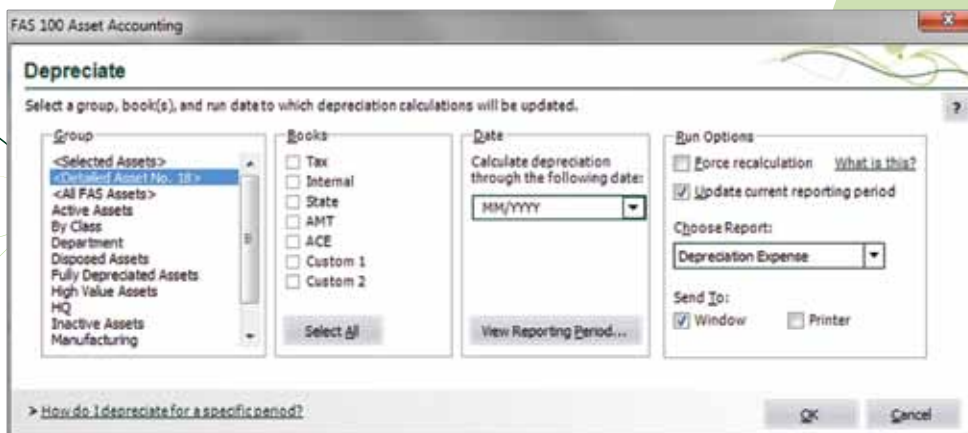 FAS 100 Asset Accounting
Depreciate
Select a group, book(s), and run date to which depreciation calculations will be updated.
?
Group
<Selected Assets>
<Detailed Asset No. 18>
<All FAS Assets>
Active Assets
By Class
Department
Disposed Assets
Fully Depreciated Assets
High Value Assets
HQ
Inactive Assets
Manufacturing
Books
Tax
Internal
State
AMT
ACE
Custom 1
Custom 2
Select All
Date
Calculate depreciation
through the following date:
MM/YYYY
View Reporting Period...
Run Options
Force recalculation What is this?
Update current reporting period
Choose Report:
Depreciation Expense
Send To:
Window Printer
> How do I depreciate for a specific period?
OK Cancel